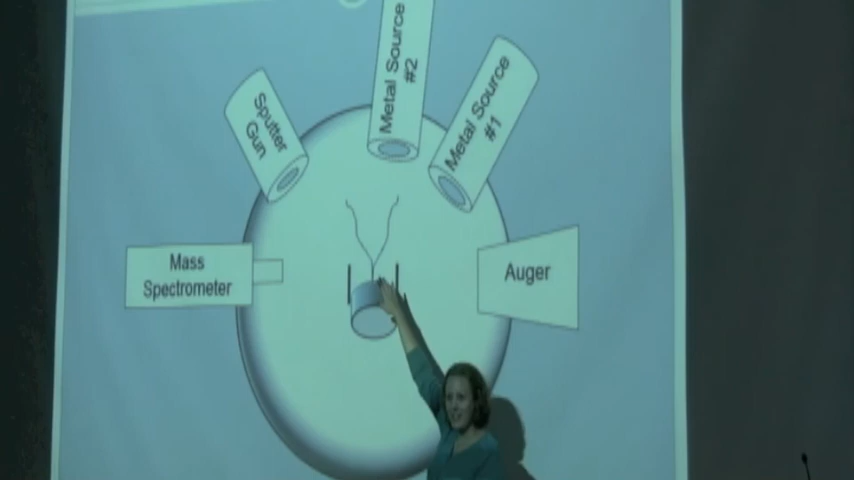 Sputter
Gun
Metal Source
#2
Metal Source
#1
Mass
Spectrometer
Auger